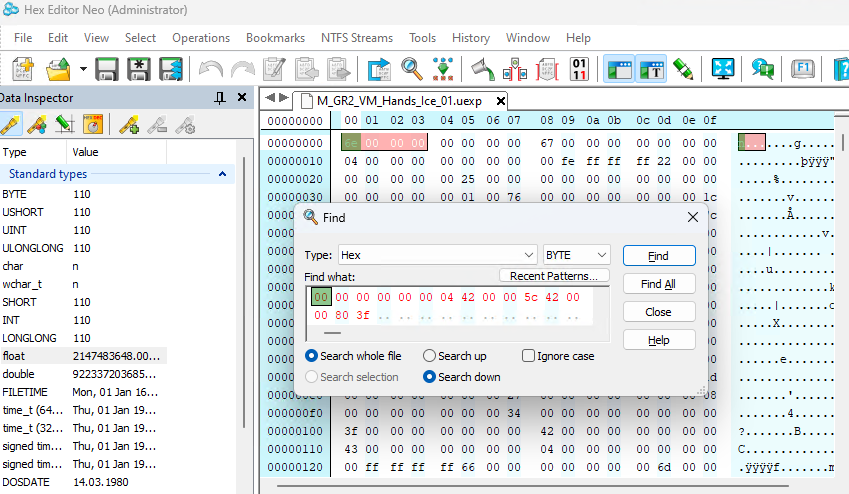 Hex Editor Neo (Administrator)
File Edit View Select Operations Bookmarks NTFS Streams Tools History Window Help
Data Inspector
M_GR2_VM_Hands_Ice_01.uexp
Type Value
Standard types
BYTE 110
USHORT 110
UINT 110
ULONGLONG 110
char n
wchar_t n
SHORT 110
INT 110
LONGLONG 110
float 2147483648.00...
double 922337203685...
FILETIME Mon, 01 Jan 16...
time_t (64... Thu, 01 Jan 19...
time_t (32... Thu, 01 Jan 19...
signed tim... Thu, 01 Jan 19...
signed tim... Thu, 01 Jan 19...
DOSDATE 14.03.1980
00000000 00 01 02 03 04 05 06 07 08 09 0a 0b 0c 0d 0e 0f
00000000 6e 00 00 00 00 00 00 00 67 00 00 00 00 00 00 00 n.......g.......
00000010 04 00 00 00 00 00 00 00 00 fe ff ff ff 22 00 00 .........þÿÿÿ"
00000020 00 00 00 00 00 25 00 00 00 00 00 00 00 00 00 00 .....%.
00000030 00 00 00 00 00 01 00 76 00 00 00 00 00 00 00 1c .......v
Find
Type: Hex BYTE Find
Find what: Recent Patterns...
00 00 00 00 00 00 04 42 00 00 5c 42 00
00 80 3f
Find All
Close
Help
Search whole file Search up Ignore case
Search selection Search down
000000f0 00 00 00 00 00 00 00 34 00 00 00 00 00 00 00 00
00000100 3f 00 00 00 00 00 00 00 42 00 00 00 00 00 00 00 ?.......B
00000110 43 00 00 00 00 00 00 00 04 00 00 00 00 00 00 00 C
00000120 00 ff ff ff ff 66 00 00 00 00 00 00 00 6d 00 00 .ÿÿÿÿf.......m